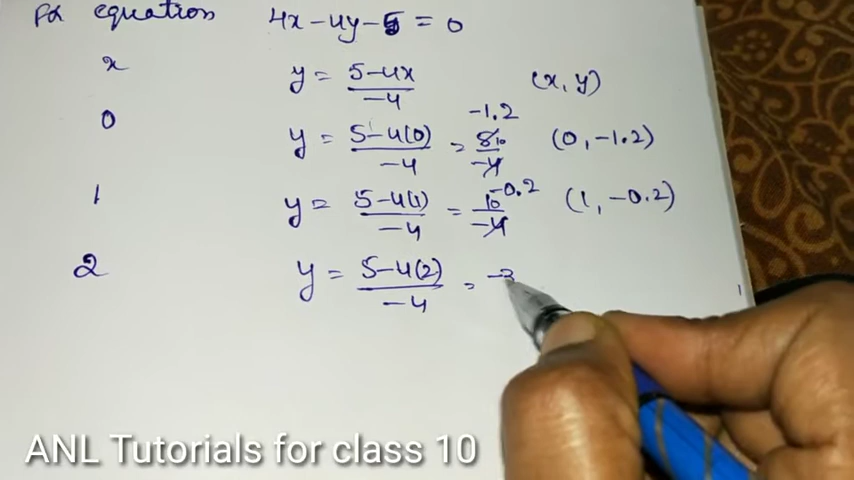 For equation 4x-4y-5 = 0
x y = 5-4x/-4 (x, y)
0 y = 5-4(0)/-4 = 5/-4 -1.2 (0, -1.2)
1 y = 5-4(1)/-4 = 10/-4 -0.2 (1, -0.2)
2 y = 5-4(2)/-4 = -3
ANL Tutorials for class 10